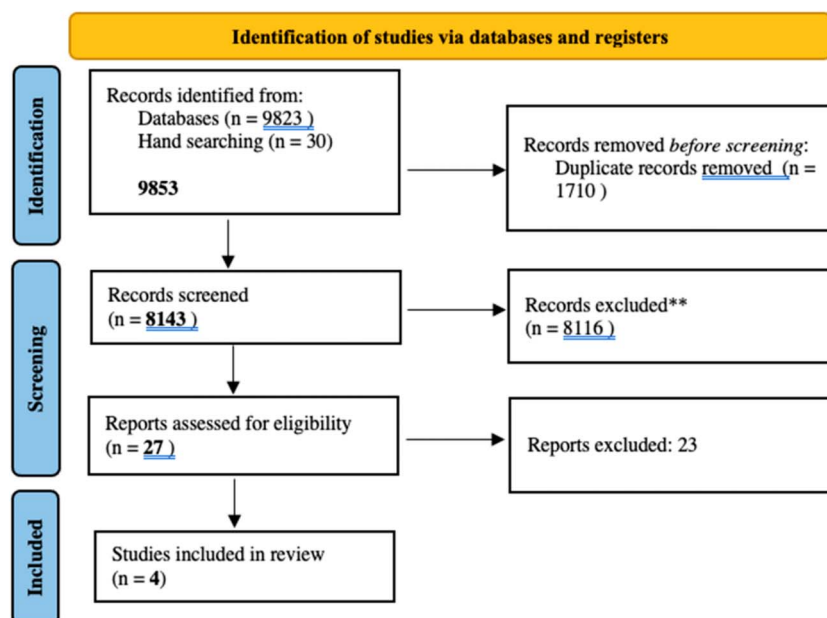 Identification of studies via databases and registers
Identification
Records identified from:
Databases (n = 9823 )
Hand searching (n = 30)
9853
Records removed before screening:
Duplicate records removed  (n =
1710 )
Screening
Records screened
(n = 8143 )
Records excluded**
(n = 8116 )
Reports assessed for eligibility
(n = 27 )
Reports excluded: 23
Included
Studies included in review
(n = 4)